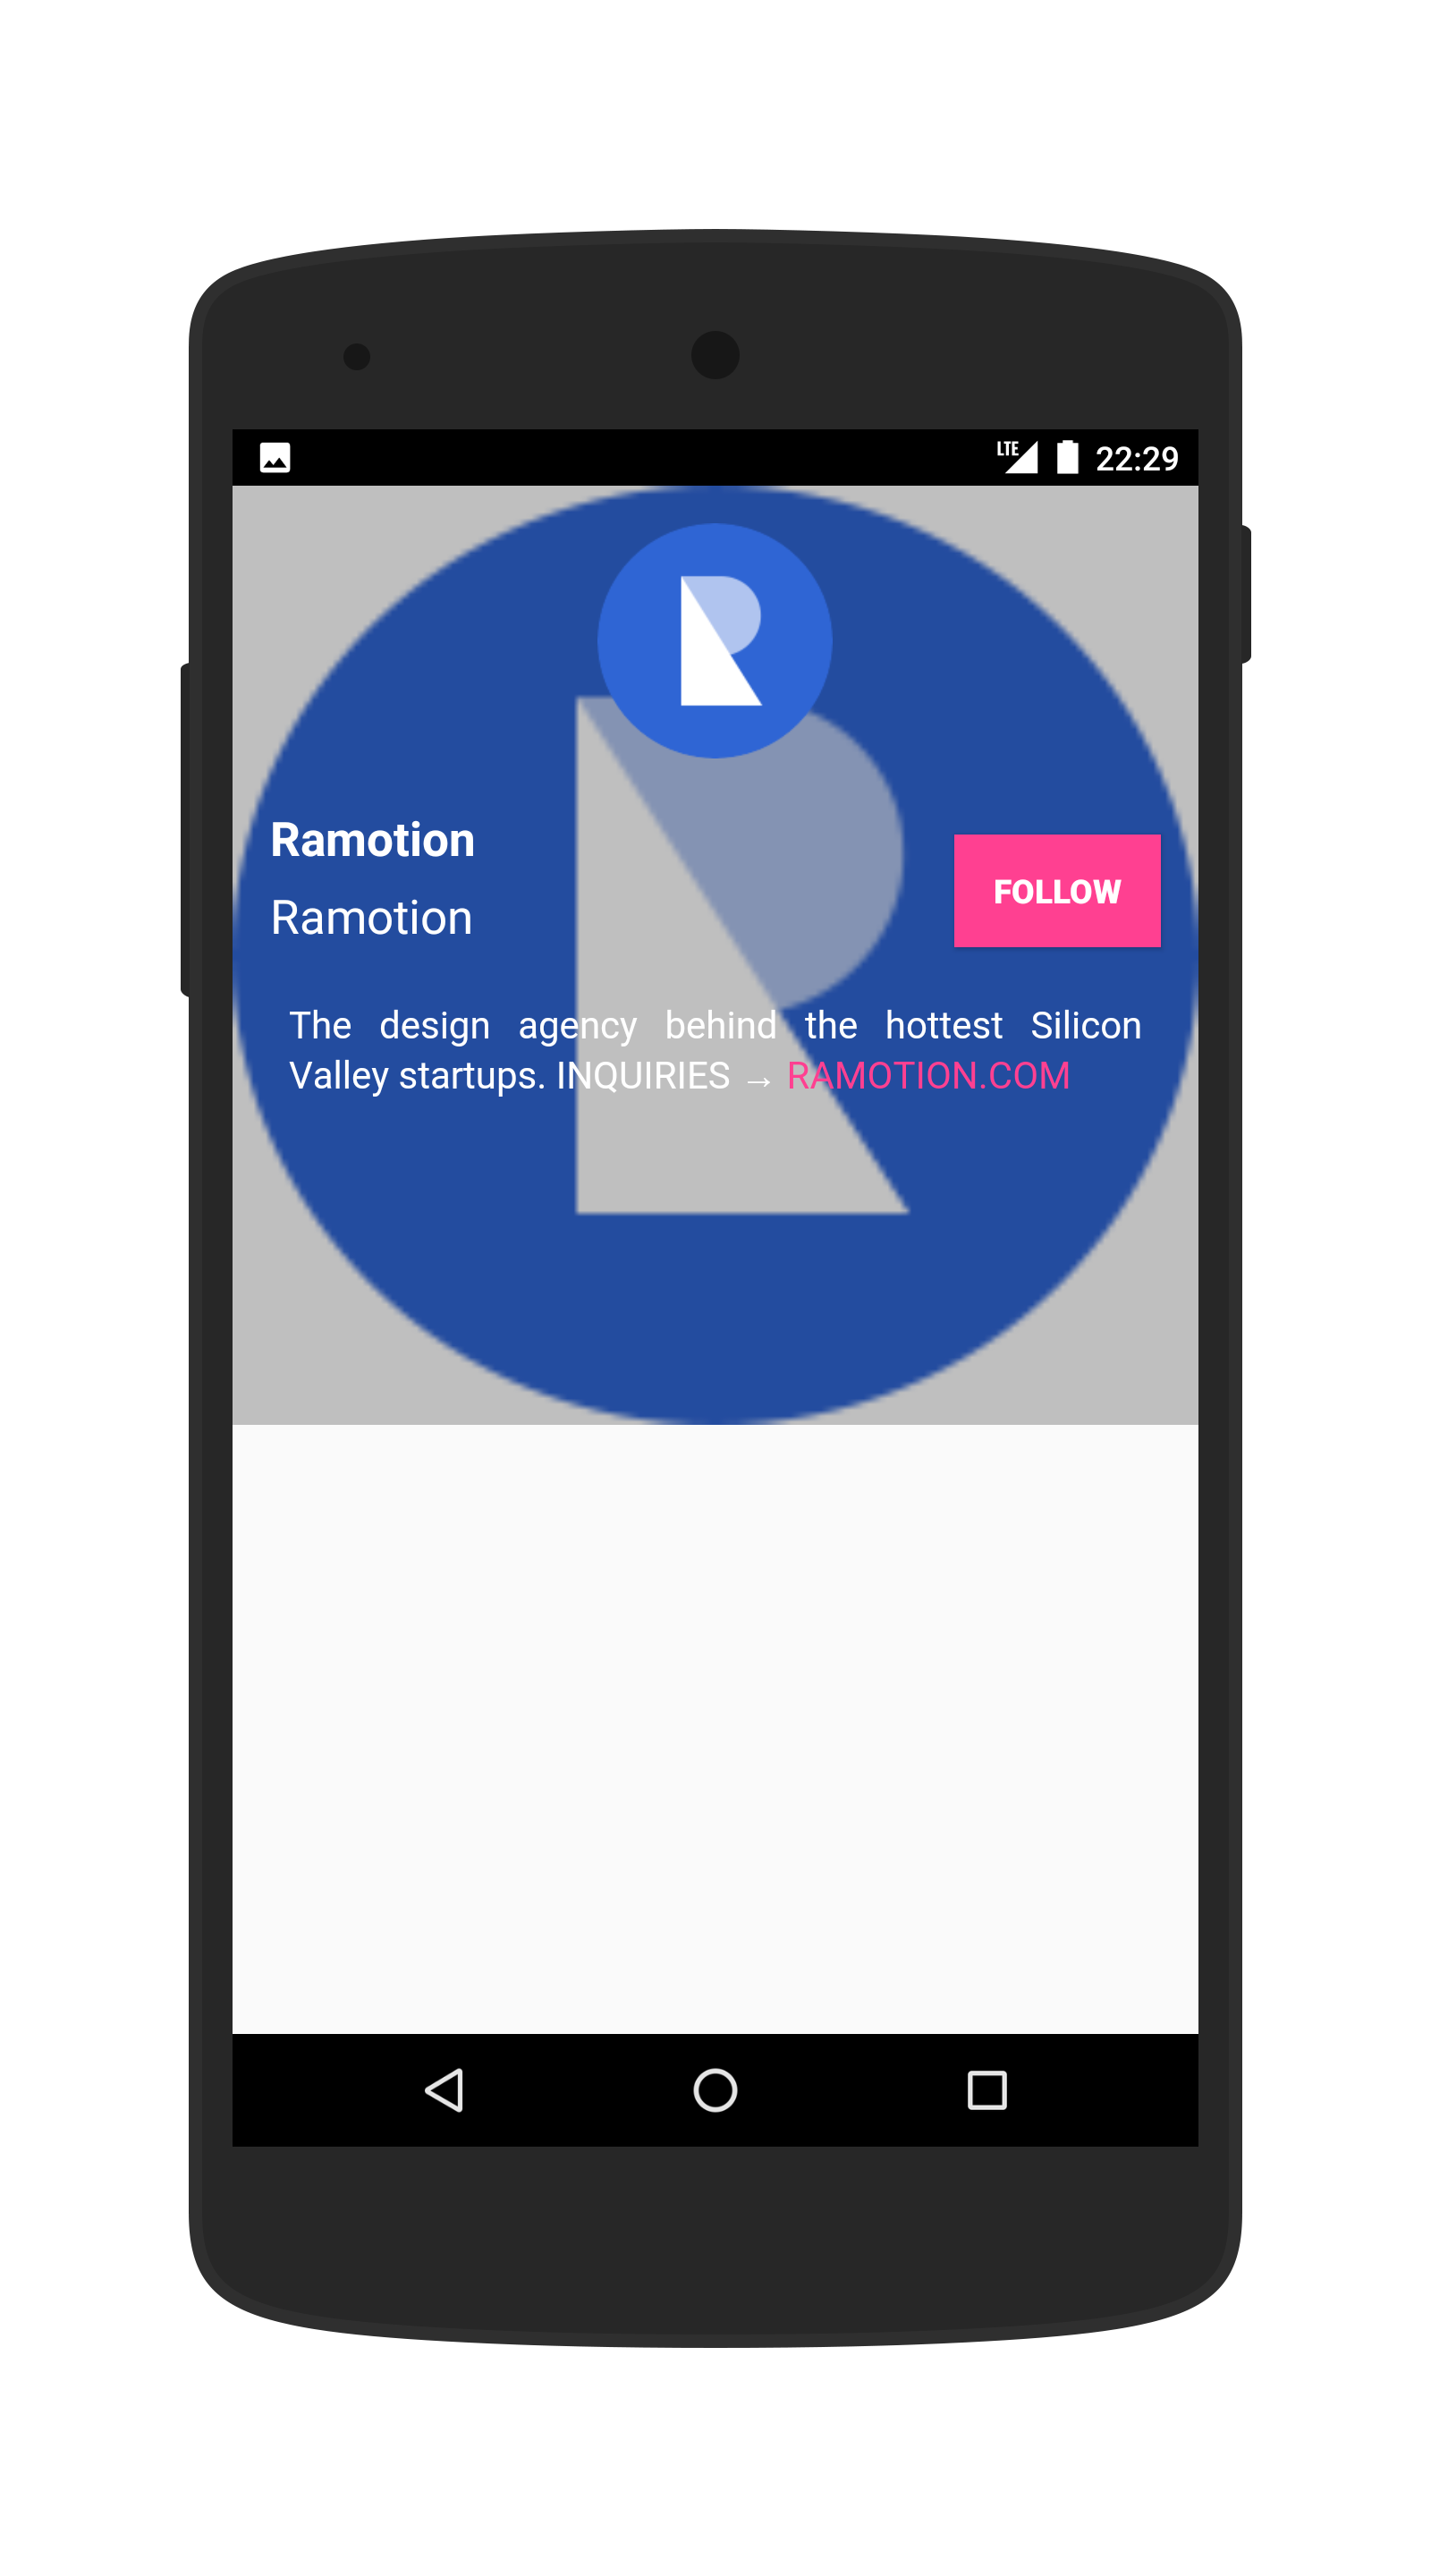 LTE 22:29
Ramotion
Ramotion
FOLLOW
The design agency behind the hottest Silicon
Valley startups. INQUIRIES → RAMOTION.COM